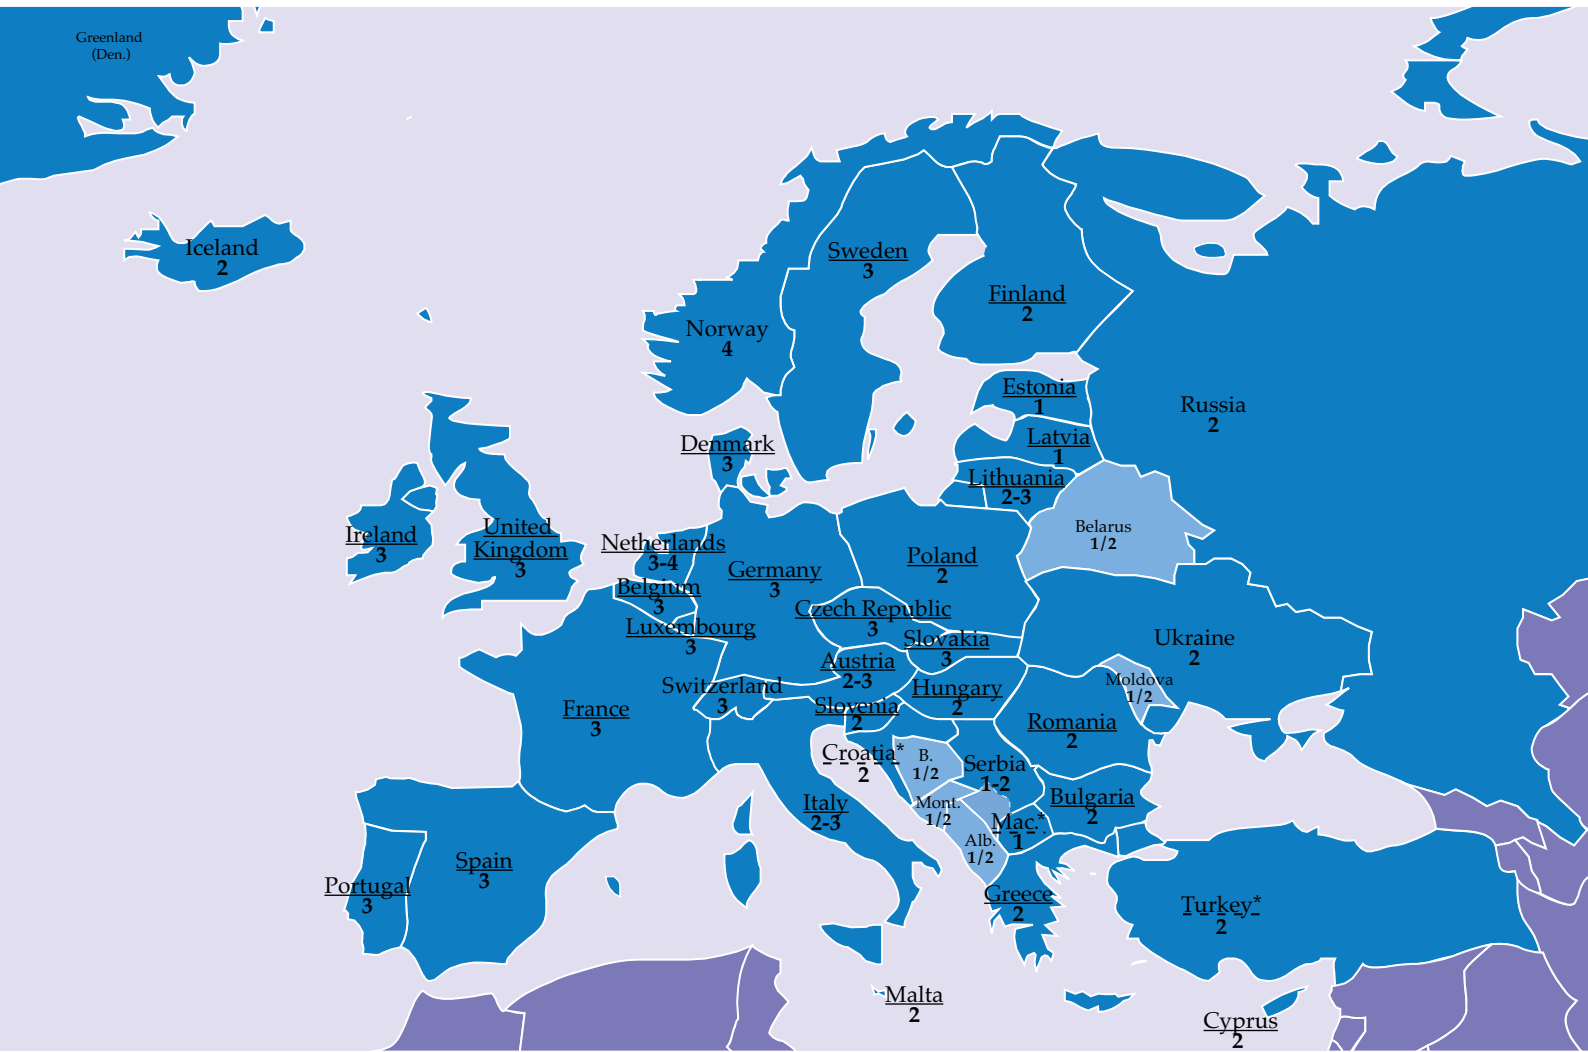 Greenland
(Den.)
Iceland
2
Sweden
3
Finland
2
Norway
4
Estonia
1
Russia
2
Latvia
1
Denmark
3
Lithuania
2-3
Belarus
1/2
Ireland
3
United
Kingdom
3
Netherlands
3-4
Germany
3
Poland
2
Belgium
3
Czech Republic
3
Luxembourg
3
Slovakia
3
Ukraine
2
Austria
2-3
Moldova
1/2
Switzerland
3
Hungary
2
France
3
Slovenia
2
Romania
2
Croatia*
2
B.
1/2
Serbia
1-2
Bulgaria
2
Italy
2-3
Mont.
1/2
Mac.*
1
Alb.
1/2
Spain
3
Portugal
3
Greece
2
Turkey*
2
Malta
2
Cyprus
2